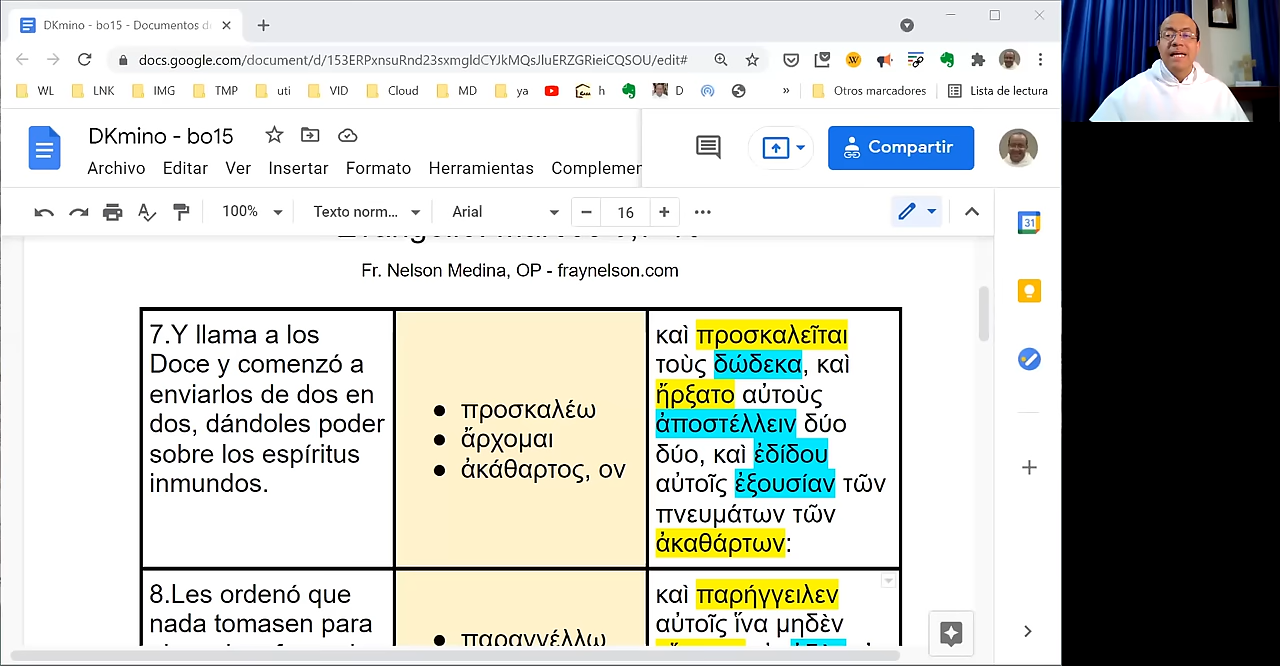 DKmino - bo15 - Documentos d
docs.google.com/document/d/153ERPxnsuRnd23sxmgIdCYJkMQsJluERZGRieiCQSOU/edit#
WL LNK IMG TMP uti VID Cloud MD ya h D » Otros marcadores Lista de lectura
DKmino - bo15
Archivo Editar Ver Insertar Formato Herramientas Complemen
Compartir
100% Texto norm... Arial 16
31
Fr. Nelson Medina, OP - fraynelson.com
7.Y llama a los
Doce y comenzó a
enviarlos de dos en
dos, dándoles poder
sobre los espíritus
inmundos.
● προσκαλέω
● ἄρχομαι
● ἀκάθαρτος, ον
καὶ προσκαλεῖται
τοὺς δώδεκα, καὶ
ἤρξατο αὐτοὺς
ἀποστέλλειν δύο
δύο, καὶ ἐδίδου
αὐτοῖς ἐξουσίαν τῶν
πνευμάτων τῶν
ἀκαθάρτων:
8.Les ordenó que
nada tomasen para
● παραγγέλλω
καὶ παρήγγειλεν
αὐτοῖς ἵνα μηδὲν